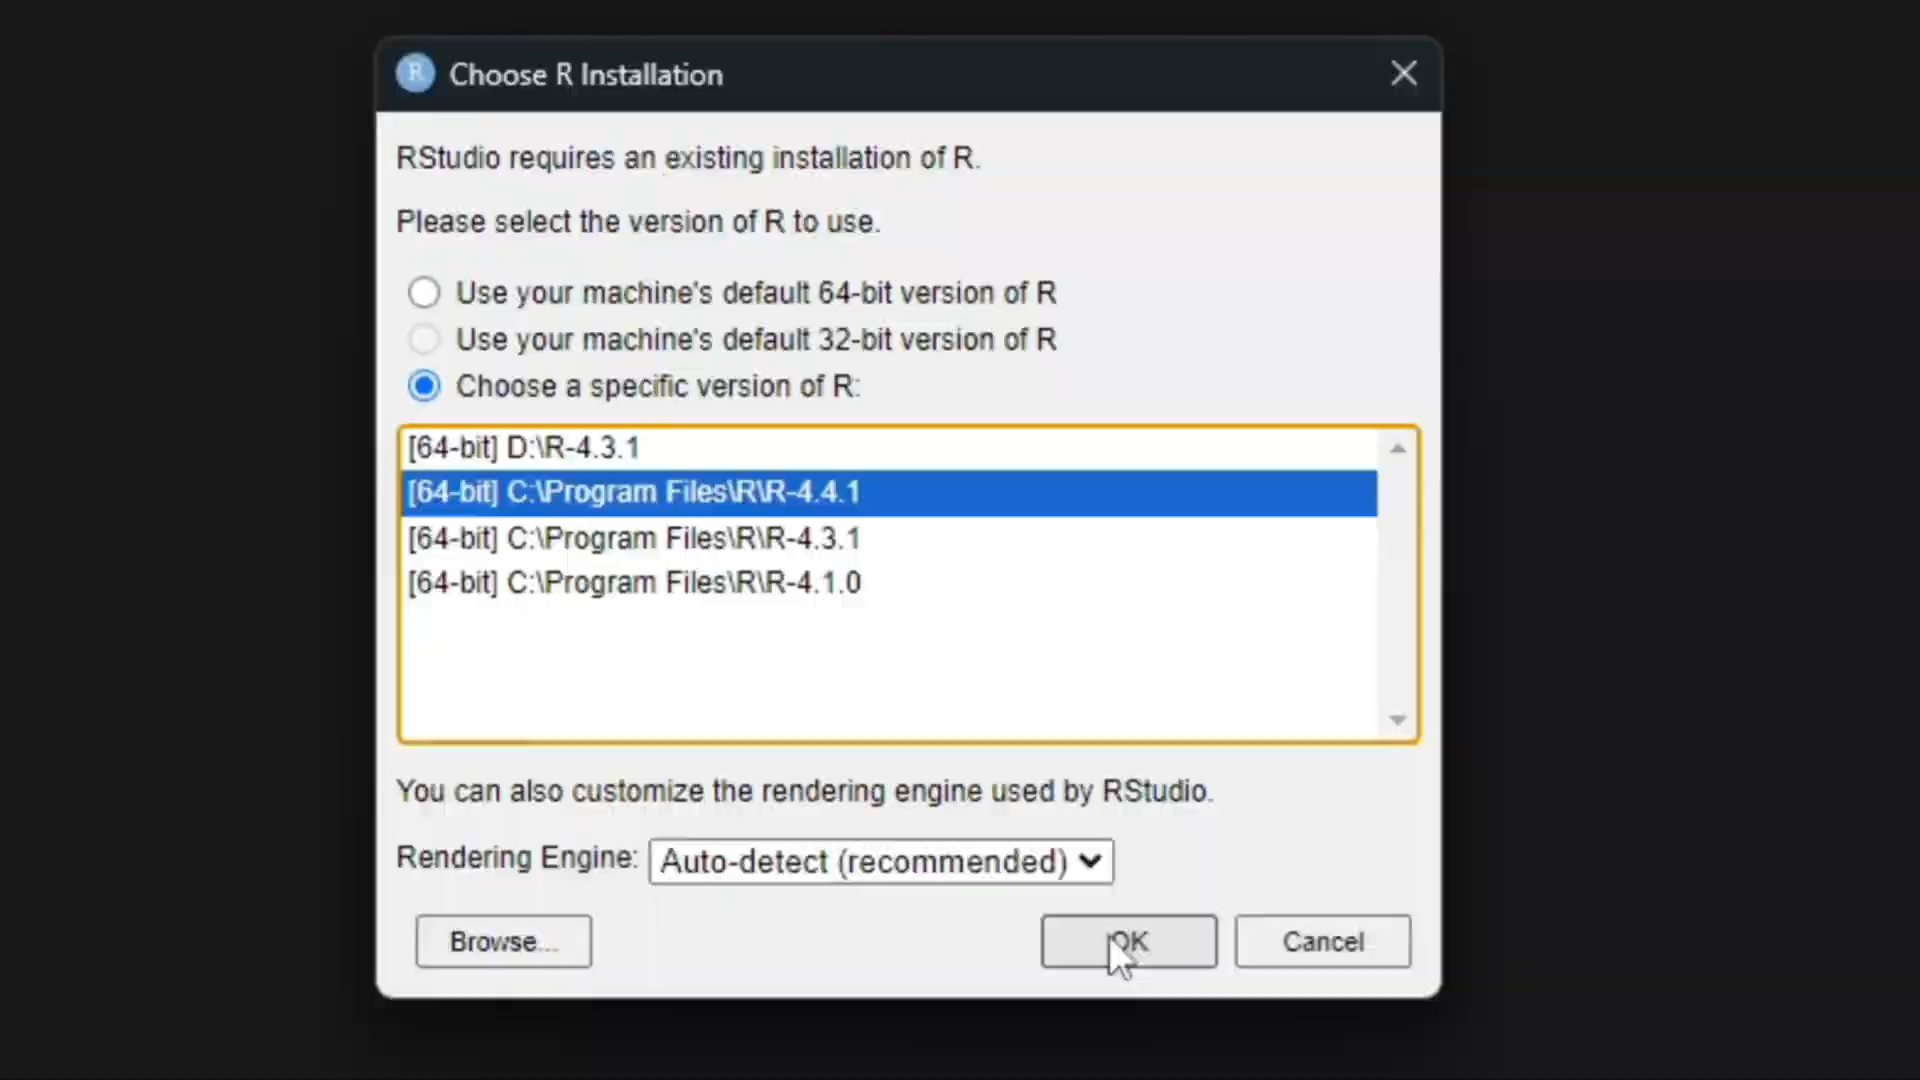 R Choose R Installation
RStudio requires an existing installation of R.
Please select the version of R to use.
Use your machine's default 64-bit version of R
Use your machine's default 32-bit version of R
Choose a specific version of R:
[64-bit] D:\R-4.3.1
[64-bit] C:\Program Files\R\R-4.4.1
[64-bit] C:\Program Files\R\R-4.3.1
[64-bit] C:\Program Files\R\R-4.1.0
You can also customize the rendering engine used by RStudio.
Rendering Engine: Auto-detect (recommended)
Browse... OK Cancel